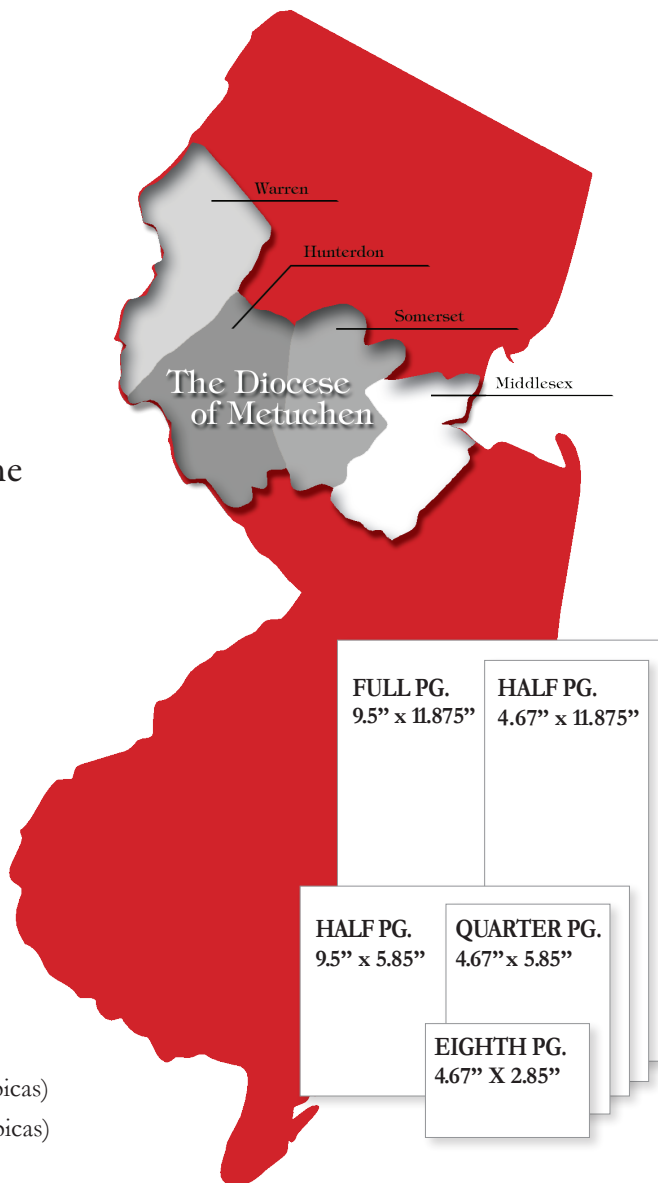 Warren
Hunterdon
Somerset
Middlesex
The Diocese
of Metuchen
FULL PG.
9.5” x 11.875”
HALF PG.
4.67” x 11.875”
HALF PG.
9.5” x 5.85”
QUARTER PG.
4.67” x 5.85”
EIGHTH PG.
4.67” X 2.85”
picas)
picas)